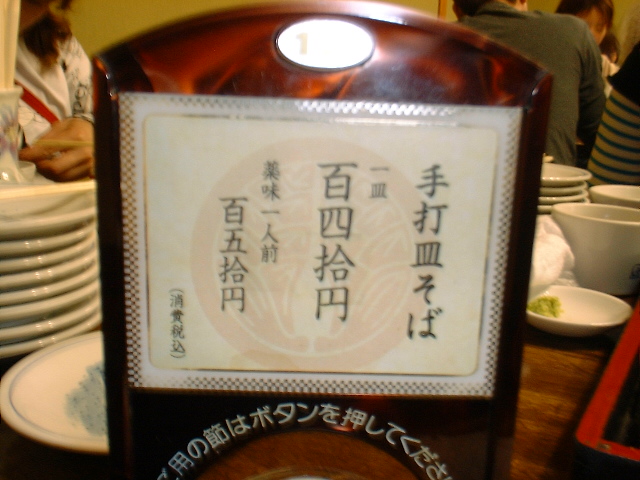 1
手打皿そば
一皿
百四拾円
薬味一人前
百五拾円
(消費税込)
ご用の節はボタンを押してください